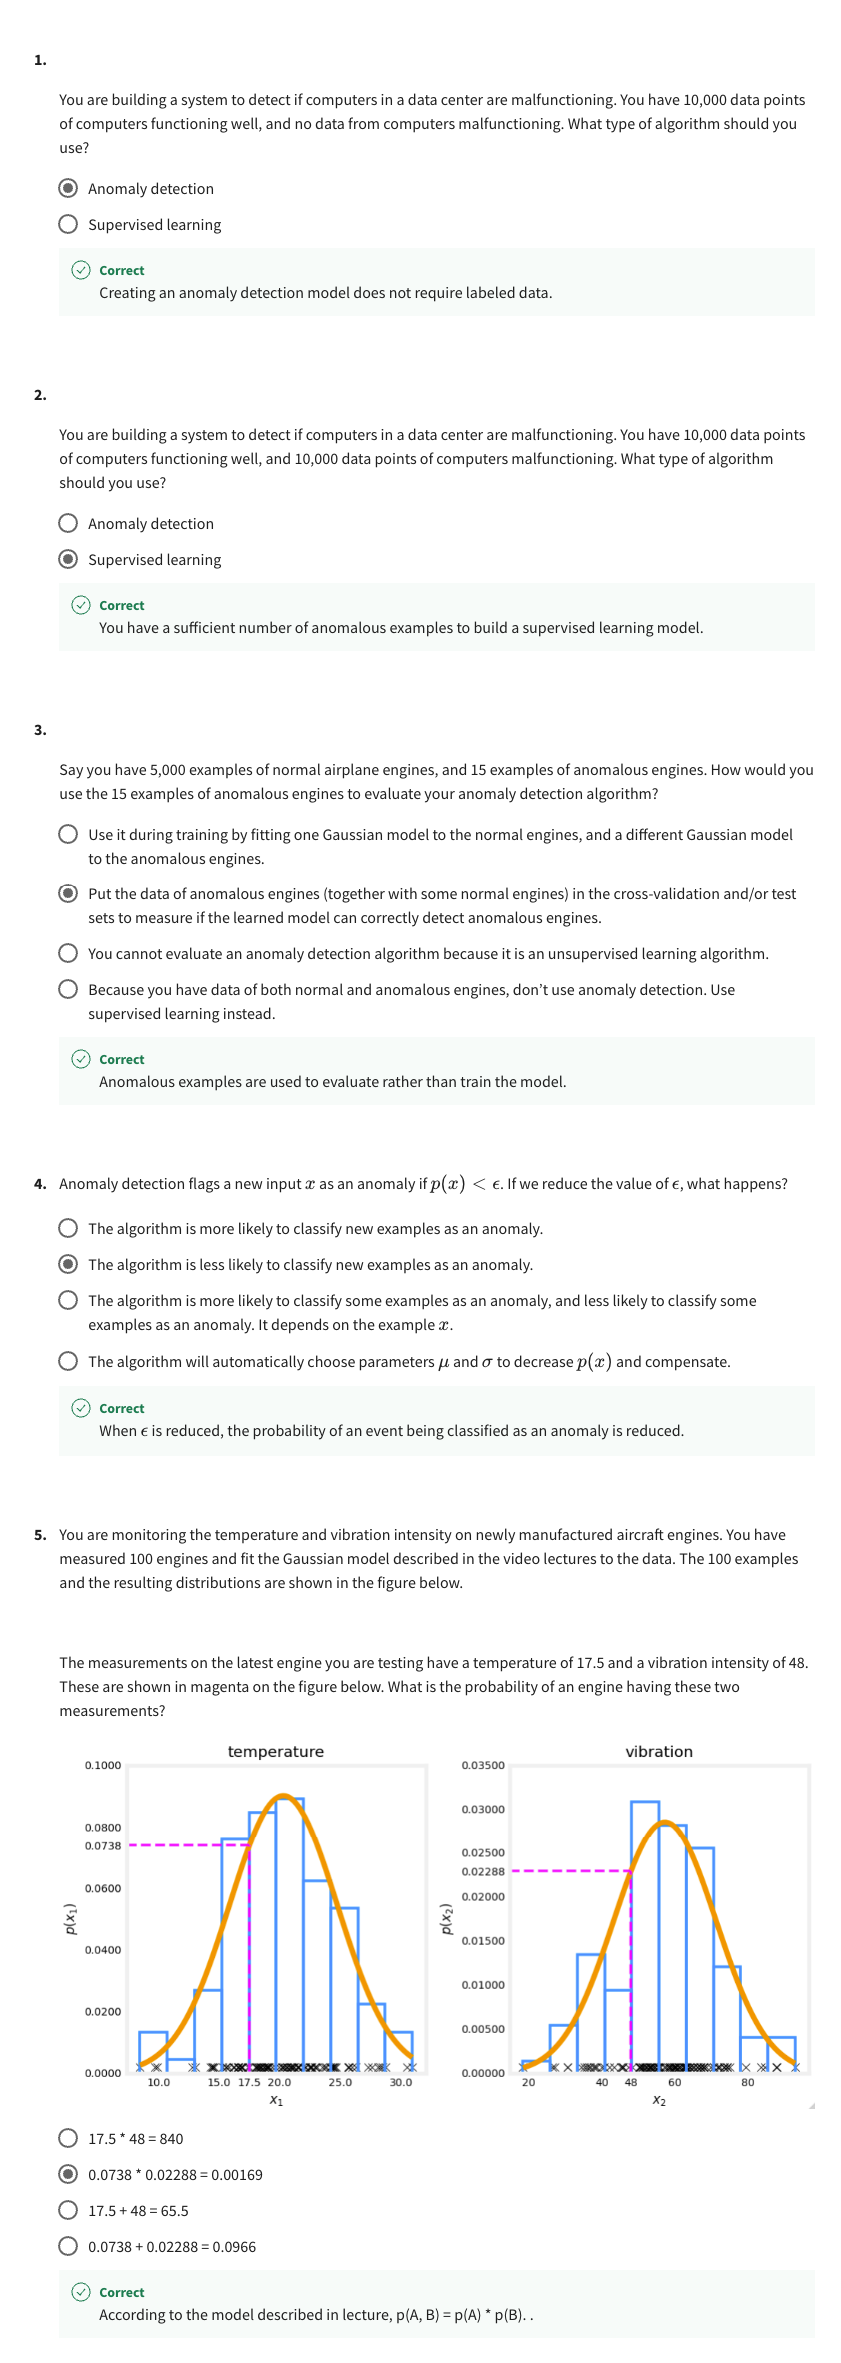 1.
You are building a system to detect if computers in a data center are malfunctioning. You have 10,000 data points
of computers functioning well, and no data from computers malfunctioning. What type of algorithm should you
use?
Anomaly detection
Supervised learning
Correct
Creating an anomaly detection model does not require labeled data.
2.
You are building a system to detect if computers in a data center are malfunctioning. You have 10,000 data points
of computers functioning well, and 10,000 data points of computers malfunctioning. What type of algorithm
should you use?
Anomaly detection
Supervised learning
Correct
You have a sufficient number of anomalous examples to build a supervised learning model.
3.
Say you have 5,000 examples of normal airplane engines, and 15 examples of anomalous engines. How would you
use the 15 examples of anomalous engines to evaluate your anomaly detection algorithm?
Use it during training by fitting one Gaussian model to the normal engines, and a different Gaussian model
to the anomalous engines.
Put the data of anomalous engines (together with some normal engines) in the cross-validation and/or test
sets to measure if the learned model can correctly detect anomalous engines.
You cannot evaluate an anomaly detection algorithm because it is an unsupervised learning algorithm.
Because you have data of both normal and anomalous engines, don’t use anomaly detection. Use
supervised learning instead.
Correct
Anomalous examples are used to evaluate rather than train the model.
4. Anomaly detection flags a new input x as an anomaly if p(x) < ϵ. If we reduce the value of ϵ, what happens?
The algorithm is more likely to classify new examples as an anomaly.
The algorithm is less likely to classify new examples as an anomaly.
The algorithm is more likely to classify some examples as an anomaly, and less likely to classify some
examples as an anomaly. It depends on the example x.
The algorithm will automatically choose parameters μ and σ to decrease p(x) and compensate.
Correct
When ϵ is reduced, the probability of an event being classified as an anomaly is reduced.
5. You are monitoring the temperature and vibration intensity on newly manufactured aircraft engines. You have
measured 100 engines and fit the Gaussian model described in the video lectures to the data. The 100 examples
and the resulting distributions are shown in the figure below.
The measurements on the latest engine you are testing have a temperature of 17.5 and a vibration intensity of 48.
These are shown in magenta on the figure below. What is the probability of an engine having these two
measurements?
temperature
0.1000
0.0800
0.0738
0.0600
0.0400
0.0200
0.0000
p(x₁)
10.0 15.0 17.5 20.0 25.0 30.0
x₁
vibration
0.03500
0.03000
0.02500
0.02288
0.02000
0.01500
0.01000
0.00500
0.00000
p(x₂)
20 40 48 60 80
x₂
17.5 * 48 = 840
0.0738 * 0.02288 = 0.00169
17.5 + 48 = 65.5
0.0738 + 0.02288 = 0.0966
Correct
According to the model described in lecture, p(A, B) = p(A) * p(B). .